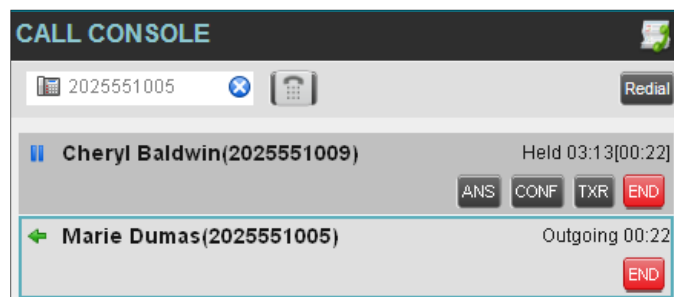 CALL CONSOLE
2025551005 Redial
Cheryl Baldwin(2025551009) Held 03:13[00:22]
ANS CONF TXR END
Marie Dumas(2025551005) Outgoing 00:22
END